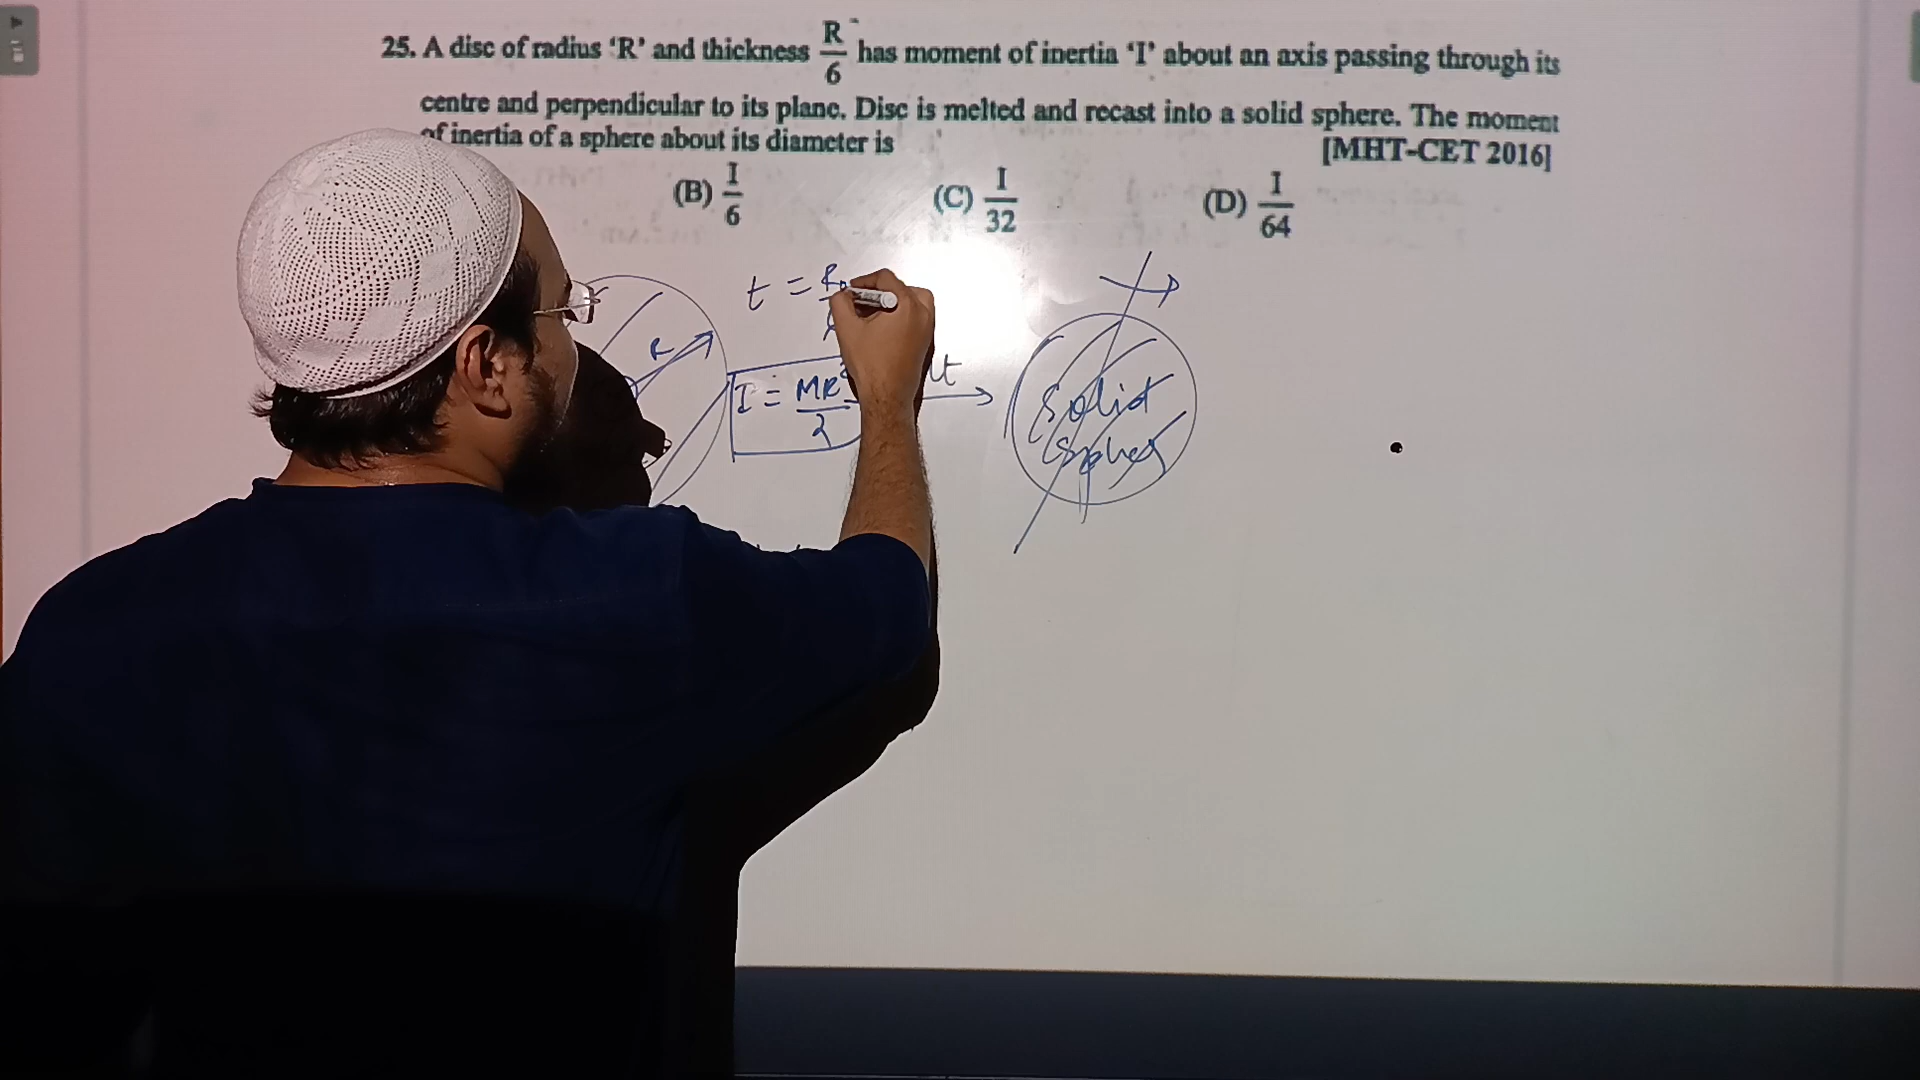 25. A disc of radius ‘R’ and thickness R/6 has moment of inertia ‘I’ about an axis passing through its
centre and perpendicular to its plane. Disc is melted and recast into a solid sphere. The moment
of inertia of a sphere about its diameter is
[MHT-CET 2016]
(B) I/6 (C) I/32 (D) I/64
t = R
R
I = MR²/2
Solid
Sphere